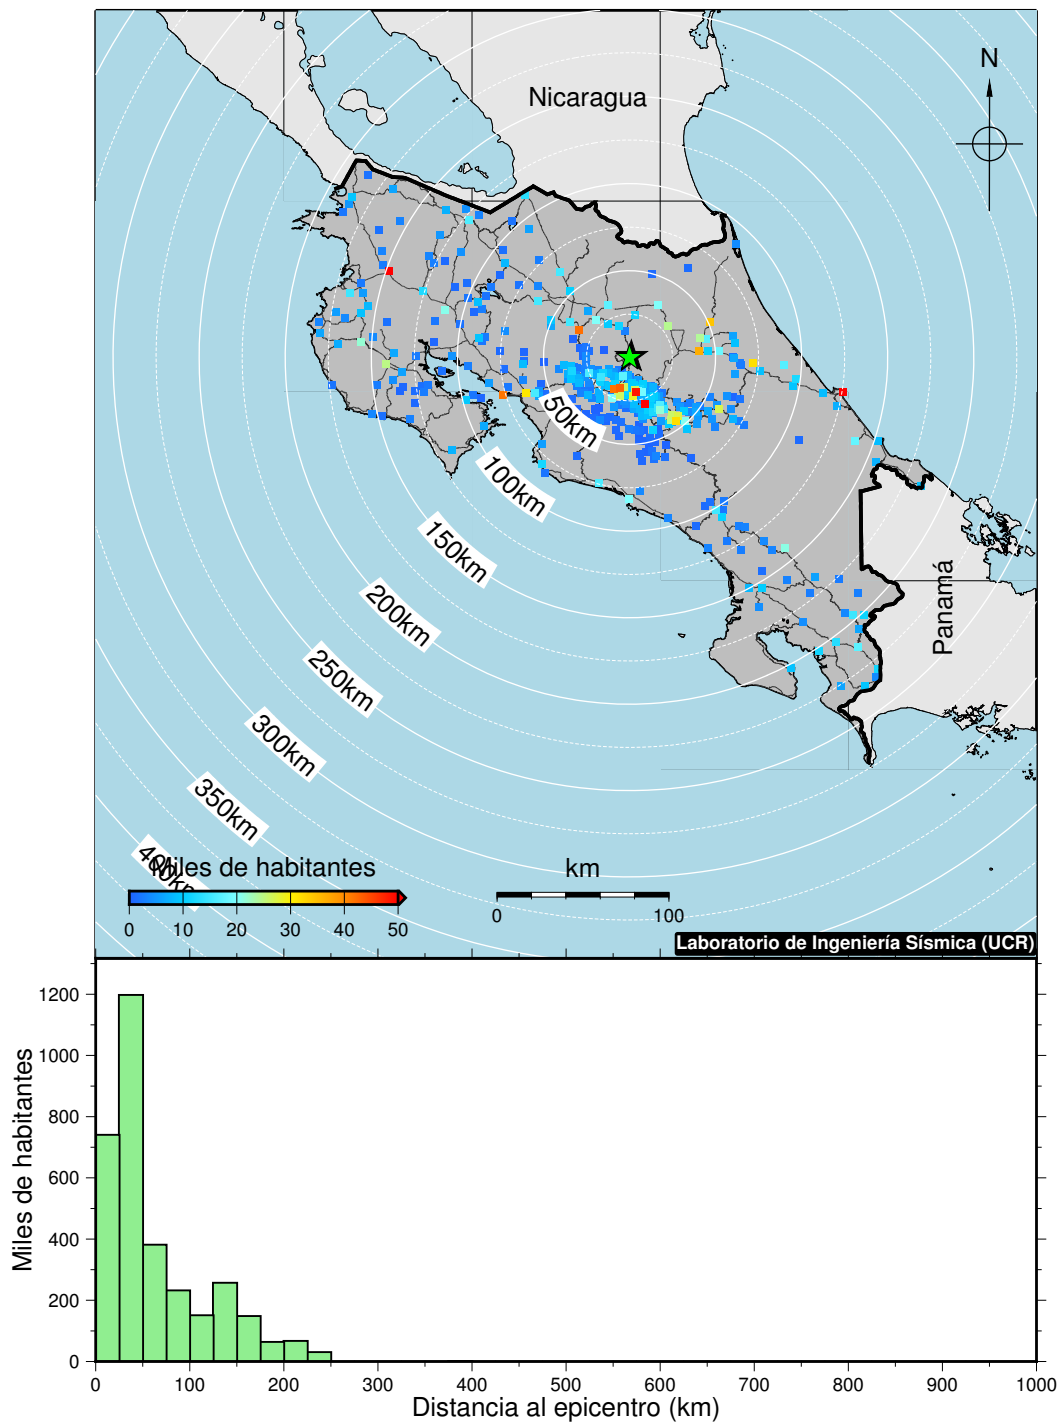 Nicaragua
N
Panamá
50km
100km
150km
200km
250km
300km
350km
400km
Miles de habitantes
0 10 20 30 40 50
km
0 100
Laboratorio de Ingeniería Sísmica (UCR)
Miles de habitantes
1200
1000
800
600
400
200
0
0 100 200 300 400 500 600 700 800 900 1000
Distancia al epicentro (km)